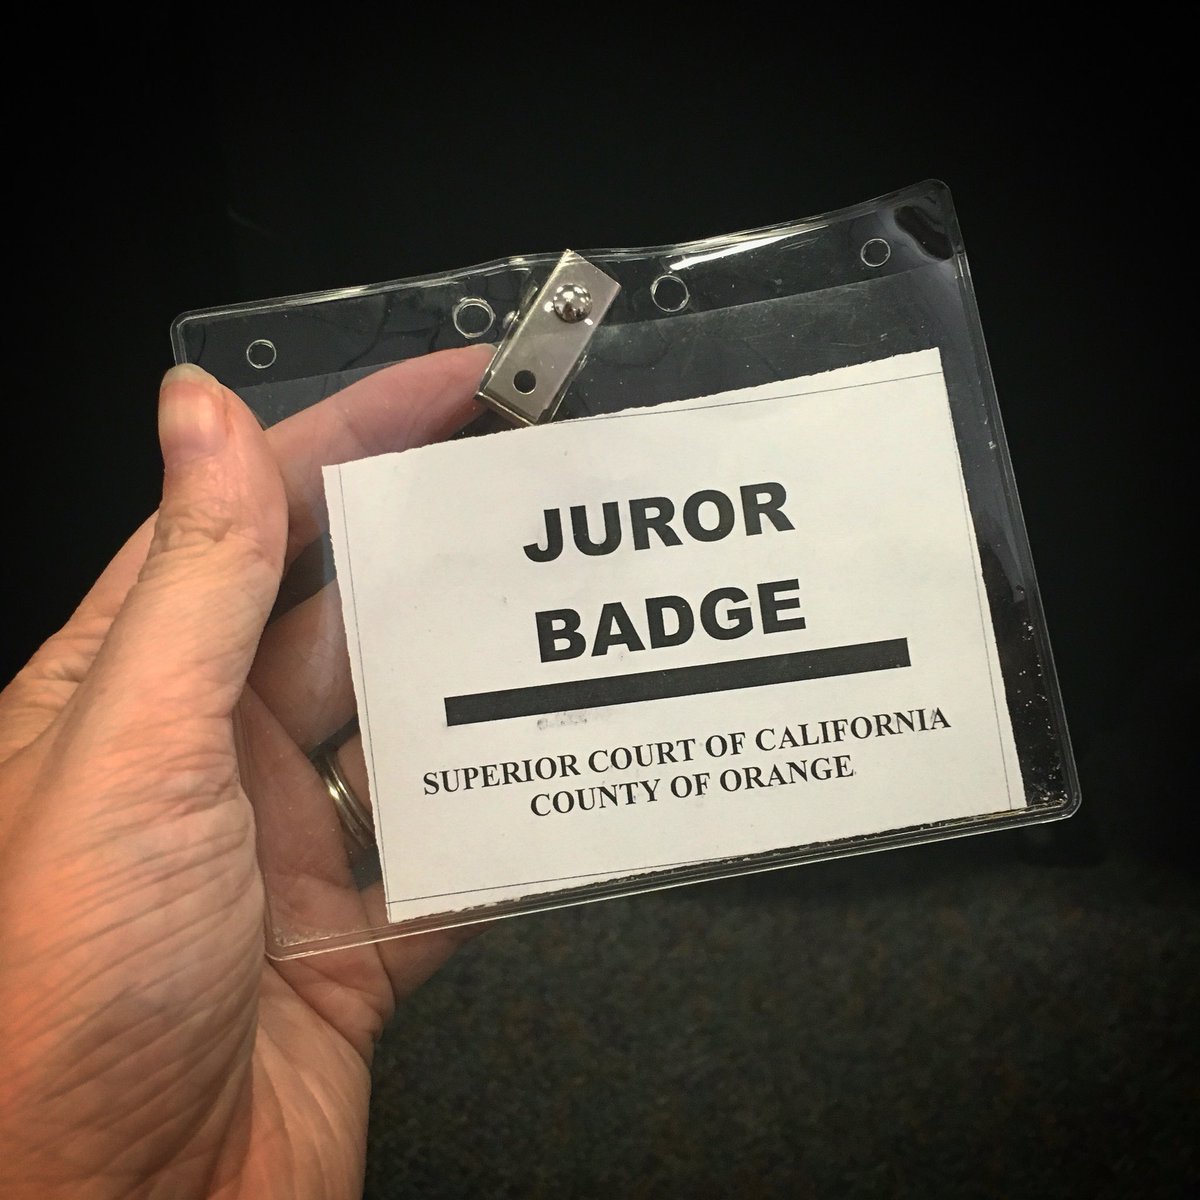 JUROR
BADGE
SUPERIOR COURT OF CALIFORNIA
COUNTY OF ORANGE